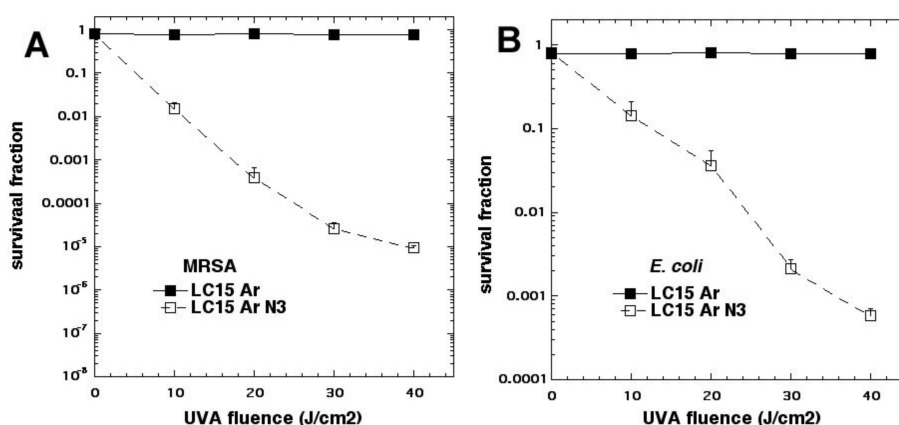 A
survivaal fraction
1
0.1
0.01
0.001
0.0001
10-5
10-6
10-7
10-8
MRSA
LC15 Ar
LC15 Ar N3
0 10 20 30 40
UVA fluence (J/cm2)
B
survival fraction
1
0.1
0.01
0.001
0.0001
E. coli
LC15 Ar
LC15 Ar N3
0 10 20 30 40
UVA fluence (J/cm2)